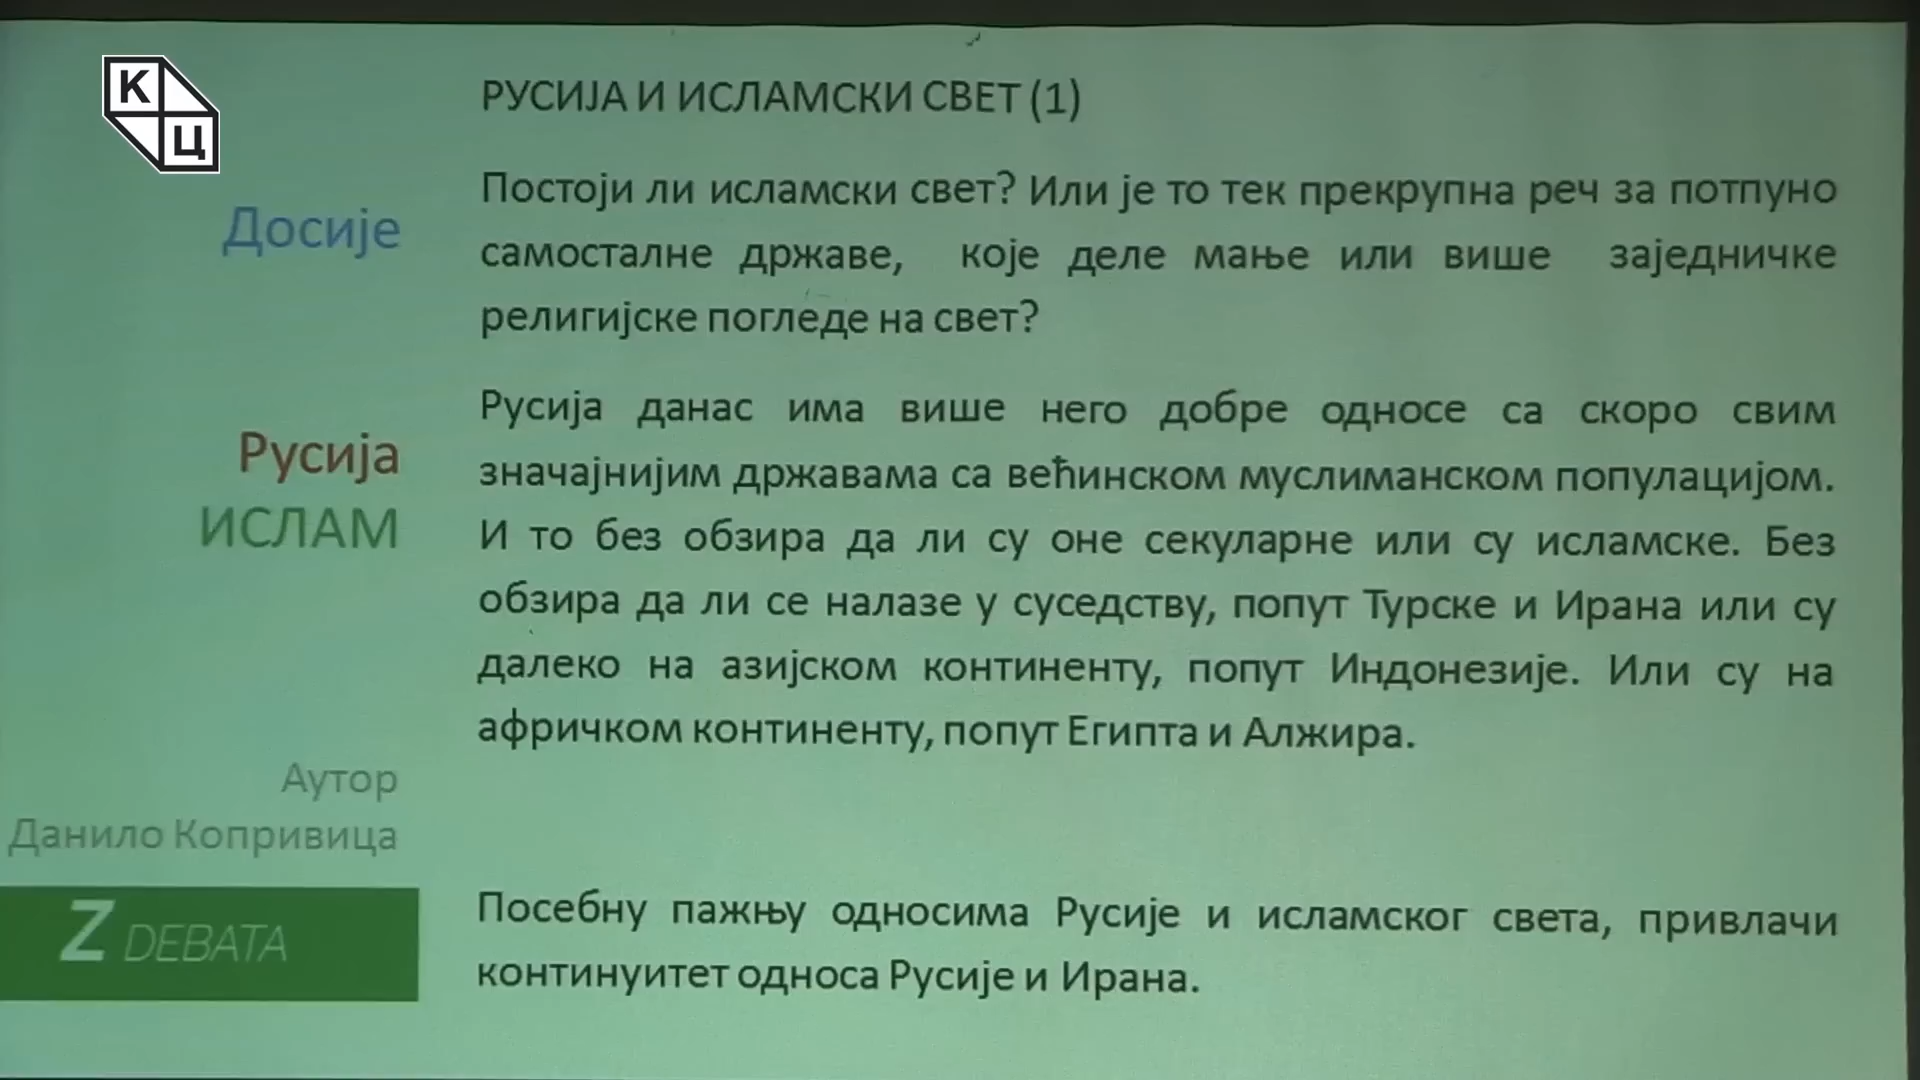 К
Ц
РУСИЈА И ИСЛАМСКИ СВЕТ (1)
Досије
Постоји ли исламски свет? Или је то тек прекрупна реч за потпуно
самосталне државе, које деле мање или више заједничке
религијске погледе на свет?
Русија
ИСЛАМ
Русија данас има више него добре односе са скоро свим
значајнијим државама са већинском муслиманском популацијом.
И то без обзира да ли су оне секуларне или су исламске. Без
обзира да ли се налазе у суседству, попут Турске и Ирана или су
далеко на азијском континенту, попут Индонезије. Или су на
афричком континенту, попут Египта и Алжира.
Аутор
Данило Копривица
Z DEBATA
Посебну пажњу односима Русије и исламског света, привлачи
континуитет односа Русије и Ирана.